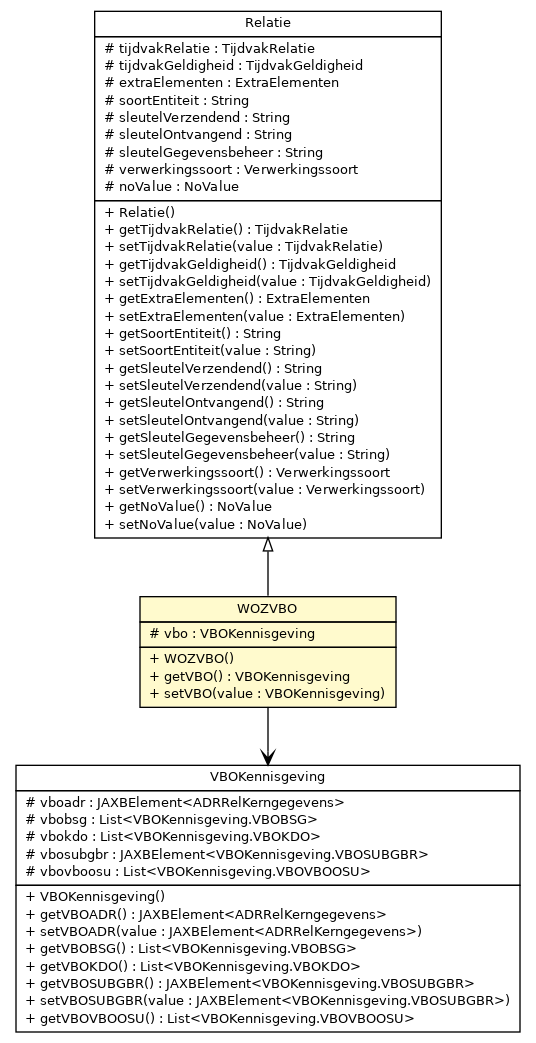 Relatie
# tijdvakRelatie : TijdvakRelatie
# tijdvakGeldigheid : TijdvakGeldigheid
# extraElementen : ExtraElementen
# soortEntiteit : String
# sleutelVerzendend : String
# sleutelOntvangend : String
# sleutelGegevensbeheer : String
# verwerkingssoort : Verwerkingssoort
# noValue : NoValue
+ Relatie()
+ getTijdvakRelatie() : TijdvakRelatie
+ setTijdvakRelatie(value : TijdvakRelatie)
+ getTijdvakGeldigheid() : TijdvakGeldigheid
+ setTijdvakGeldigheid(value : TijdvakGeldigheid)
+ getExtraElementen() : ExtraElementen
+ setExtraElementen(value : ExtraElementen)
+ getSoortEntiteit() : String
+ setSoortEntiteit(value : String)
+ getSleutelVerzendend() : String
+ setSleutelVerzendend(value : String)
+ getSleutelOntvangend() : String
+ setSleutelOntvangend(value : String)
+ getSleutelGegevensbeheer() : String
+ setSleutelGegevensbeheer(value : String)
+ getVerwerkingssoort() : Verwerkingssoort
+ setVerwerkingssoort(value : Verwerkingssoort)
+ getNoValue() : NoValue
+ setNoValue(value : NoValue)
WOZVBO
# vbo : VBOKennisgeving
+ WOZVBO()
+ getVBO() : VBOKennisgeving
+ setVBO(value : VBOKennisgeving)
VBOKennisgeving
# vboadr : JAXBElement<ADRRelKerngegevens>
# vbobsg : List<VBOKennisgeving.VBOBSG>
# vbokdo : List<VBOKennisgeving.VBOKDO>
# vbosubgbr : JAXBElement<VBOKennisgeving.VBOSUBGBR>
# vbovboosu : List<VBOKennisgeving.VBOVBOOSU>
+ VBOKennisgeving()
+ getVBOADR() : JAXBElement<ADRRelKerngegevens>
+ setVBOADR(value : JAXBElement<ADRRelKerngegevens>)
+ getVBOBSG() : List<VBOKennisgeving.VBOBSG>
+ getVBOKDO() : List<VBOKennisgeving.VBOKDO>
+ getVBOSUBGBR() : JAXBElement<VBOKennisgeving.VBOSUBGBR>
+ setVBOSUBGBR(value : JAXBElement<VBOKennisgeving.VBOSUBGBR>)
+ getVBOVBOOSU() : List<VBOKennisgeving.VBOVBOOSU>